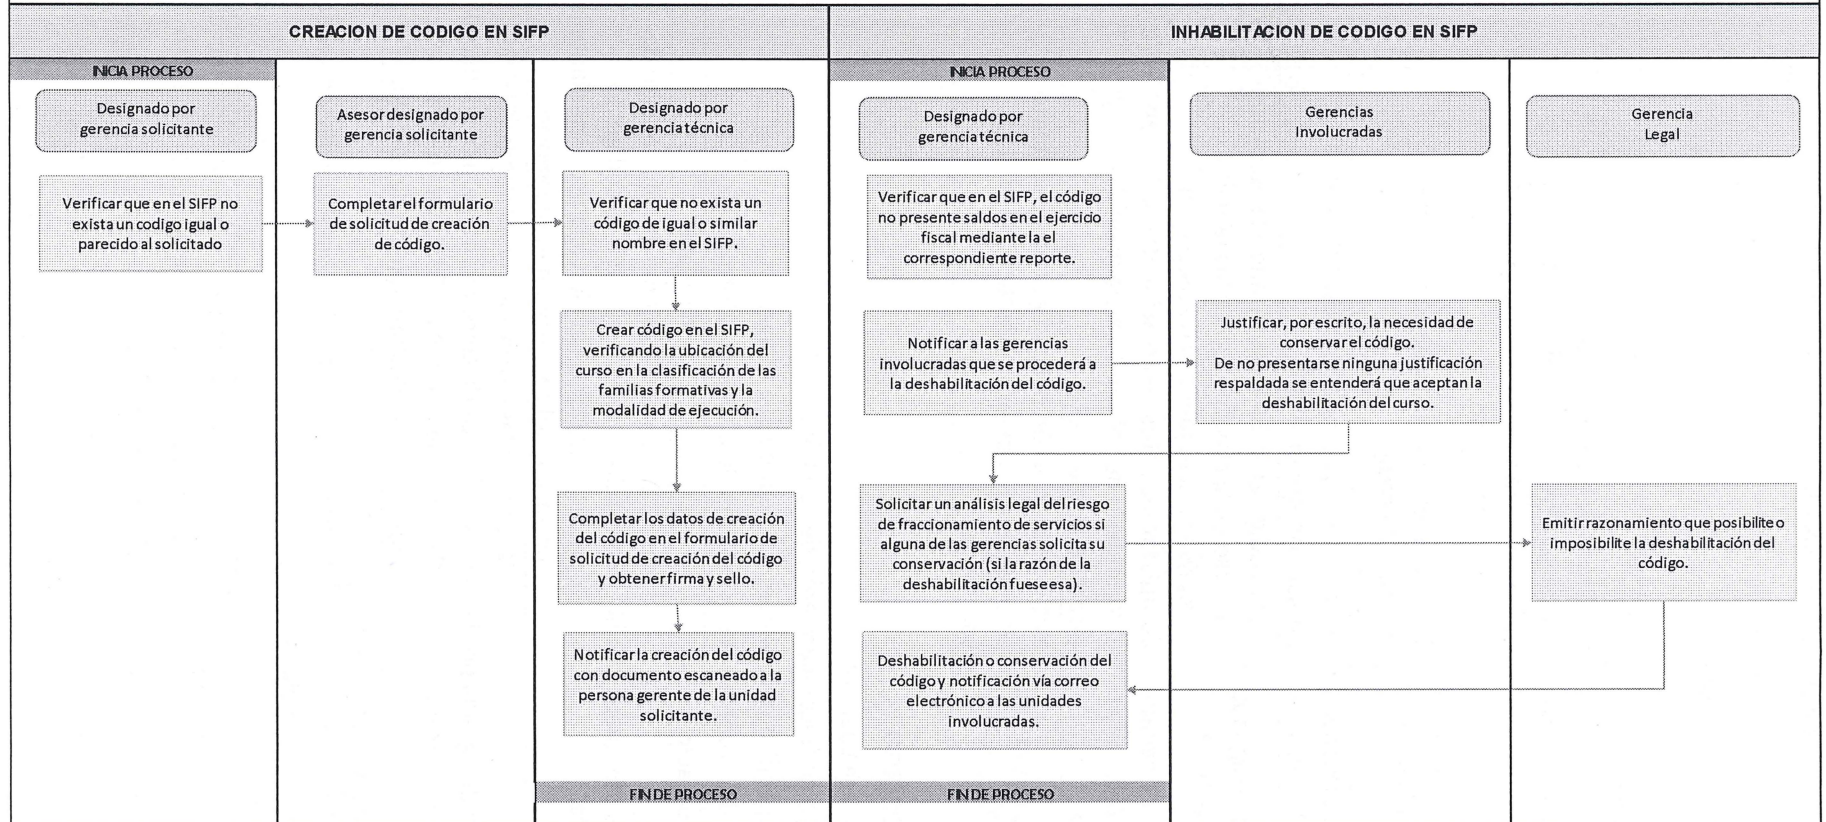 CREACION DE CODIGO EN SIFP
INICIA PROCESO
Designado por
gerencia solicitante
Asesor designado por
gerencia solicitante
Designado por
gerencia técnica
Verificar que en el SIFP no
exista un codigo igual o
parecido al solicitado
Completar el formulario
de solicitud de creación
de código.
Verificar que no exista un
código de igual o similar
nombre en el SIFP.
Crear código en el SIFP,
verificando la ubicación del
curso en la clasificación de las
familias formativas y la
modalidad de ejecución.
Completar los datos de creación
del código en el formulario de
solicitud de creación del código
y obtener firma y sello.
Notificar la creación del código
con documento escaneado a la
persona gerente de la unidad
solicitante.
FIN DE PROCESO
INHABILITACION DE CODIGO EN SIFP
INICIA PROCESO
Designado por
gerencia técnica
Gerencias
Involucradas
Gerencia
Legal
Verificar que en el SIFP, el código
no presente saldos en el ejercicio
fiscal mediante la el
correspondiente reporte.
Notificar a las gerencias
involucradas que se procederá a
la deshabilitación del código.
Justificar, por escrito, la necesidad de
conservar el código.
De no presentarse ninguna justificación
respaldada se entenderá que aceptan la
deshabilitación del curso.
Solicitar un análisis legal del riesgo
de fraccionamiento de servicios si
alguna de las gerencias solicita su
conservación (si la razón de la
deshabilitación fuese esa).
Emitir razonamiento que posibilite o
imposibilite la deshabilitación del
código.
Deshabilitación o conservación del
código y notificación vía correo
electrónico a las unidades
involucradas.
FIN DE PROCESO